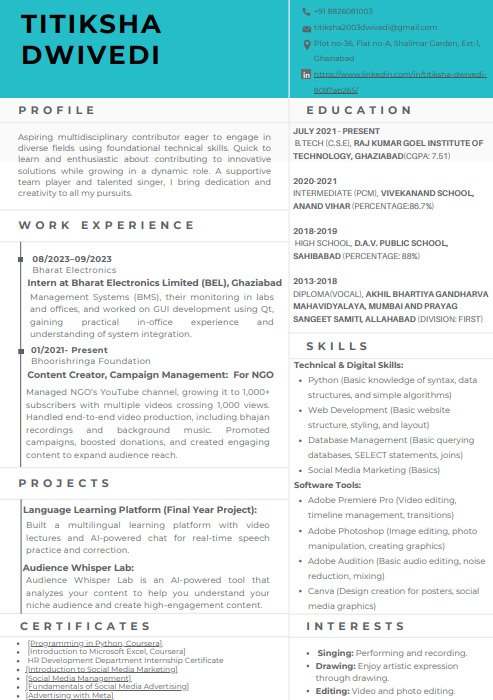 TITIKSHA
DWIVEDI
+91 8826081003
titiksha2003dwivedi@gmail.com
Plot no-36, Flat no-A, Shalimar Garden, Ext-1,
Ghaziabad
https://www.linkedin.com/in/titiksha-dwivedi-
8097ab265/
PROFILE
Aspiring multidisciplinary contributor eager to engage in
diverse fields using foundational technical skills. Quick to
learn and enthusiastic about contributing to innovative
solutions while growing in a dynamic role. A supportive
team player and talented singer, I bring dedication and
creativity to all my pursuits.
WORK EXPERIENCE
08/2023–09/2023
Bharat Electronics
Intern at Bharat Electronics Limited (BEL), Ghaziabad
Management Systems (BMS), their monitoring in labs
and offices, and worked on GUI development using Qt,
gaining practical in-office experience and
understanding of system integration.
01/2021- Present
Bhoorishringa Foundation
Content Creator, Campaign Management: For NGO
Managed NGO's YouTube channel, growing it to 1,000+
subscribers with multiple videos crossing 1,000 views.
Handled end-to-end video production, including bhajan
recordings and background music. Promoted
campaigns, boosted donations, and created engaging
content to expand audience reach.
PROJECTS
Language Learning Platform (Final Year Project):
Built a multilingual learning platform with video
lectures and AI-powered chat for real-time speech
practice and correction.
Audience Whisper Lab:
Audience Whisper Lab is an AI-powered tool that
analyzes your content to help you understand your
niche audience and create high-engagement content.
CERTIFICATES
• [Programming in Python, Coursera]
• [Introduction to Microsoft Excel, Coursera]
• HR Development Department Internship Certificate
• [Introduction to Social Media Marketing]
• [Social Media Management]
• [Fundamentals of Social Media Advertising]
• [Advertising with Meta]
EDUCATION
JULY 2021 - PRESENT
B.TECH (C.S.E), RAJ KUMAR GOEL INSTITUTE OF
TECHNOLOGY, GHAZIABAD(CGPA: 7.51)
2020-2021
INTERMEDIATE (PCM), VIVEKANAND SCHOOL,
ANAND VIHAR (PERCENTAGE:86.7%)
2018-2019
HIGH SCHOOL, D.A.V. PUBLIC SCHOOL,
SAHIBABAD (PERCENTAGE: 88%)
2013-2018
DIPLOMA(VOCAL), AKHIL BHARTIYA GANDHARVA
MAHAVIDYALAYA, MUMBAI AND PRAYAG
SANGEET SAMITI, ALLAHABAD (DIVISION: FIRST)
SKILLS
Technical & Digital Skills:
• Python (Basic knowledge of syntax, data
structures, and simple algorithms)
• Web Development (Basic website
structure, styling, and layout)
• Database Management (Basic querying
databases, SELECT statements, joins)
• Social Media Marketing (Basics)
Software Tools:
• Adobe Premiere Pro (Video editing,
timeline management, transitions)
• Adobe Photoshop (Image editing, photo
manipulation, creating graphics)
• Adobe Audition (Basic audio editing, noise
reduction, mixing)
• Canva (Design creation for posters, social
media graphics)
INTERESTS
• Singing: Performing and recording.
• Drawing: Enjoy artistic expression
through drawing.
• Editing: Video and photo editing.